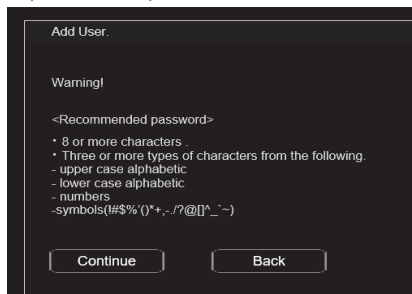 Add User.
Warning!
<Recommended password>
・8 or more characters .
・Three or more types of characters from the following.
- upper case alphabetic
- lower case alphabetic
- numbers
-symbols(!#$%'()*+,-./?@[]^_`~)
Continue
Back